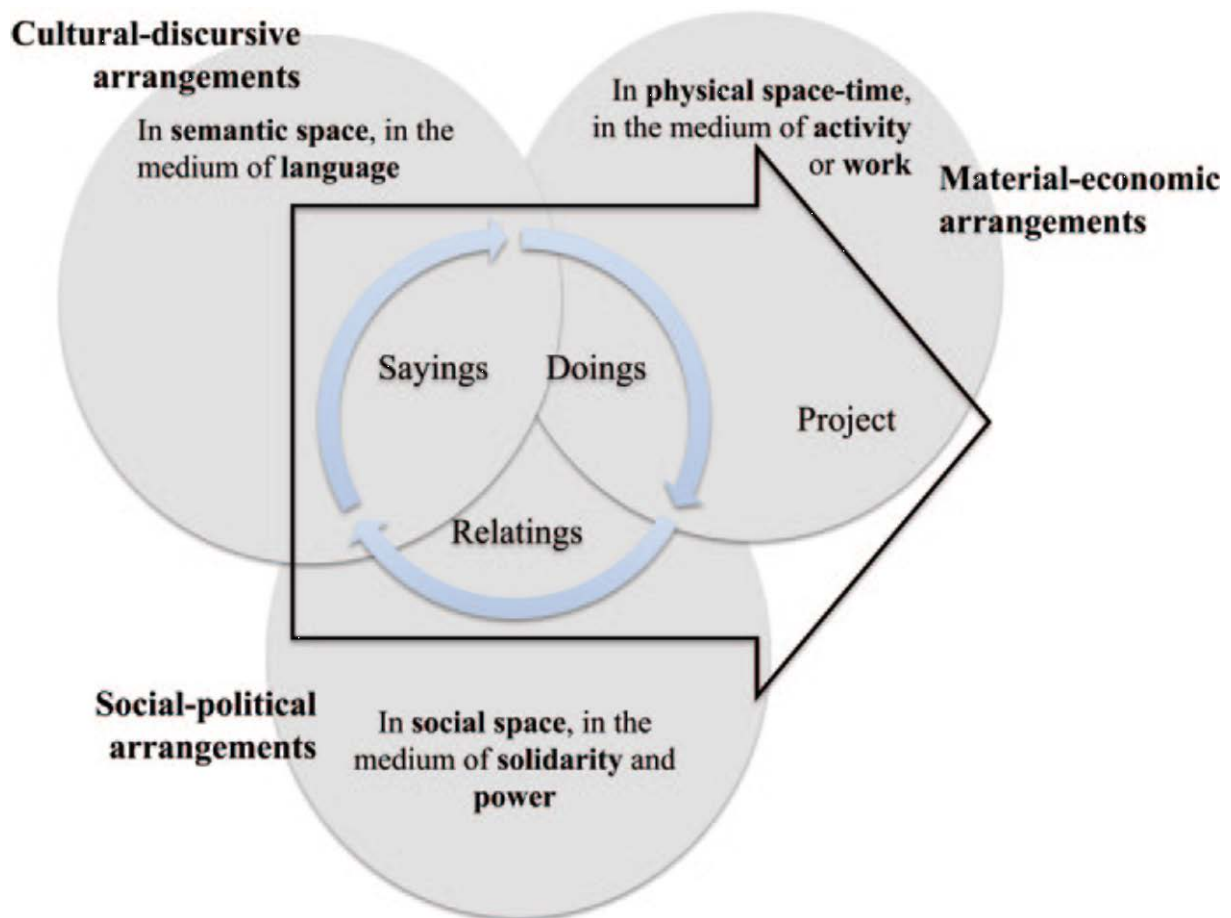 Cultural-discursive
arrangements
In semantic space, in the
medium of language
In physical space-time,
in the medium of activity
or work
Material-economic
arrangements
Sayings
Doings
Project
Relatings
Social-political
arrangements
In social space, in the
medium of solidarity and
power